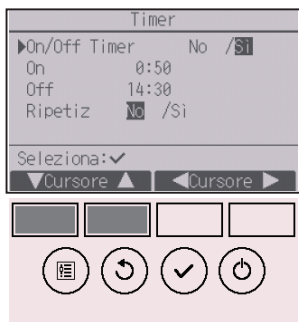 Timer
▶On/Off Timer No /Sì
On 0:50
Off 14:30
Ripetiz No /Sì
Seleziona:✓
▼Cursore▲ ◀Cursore▶